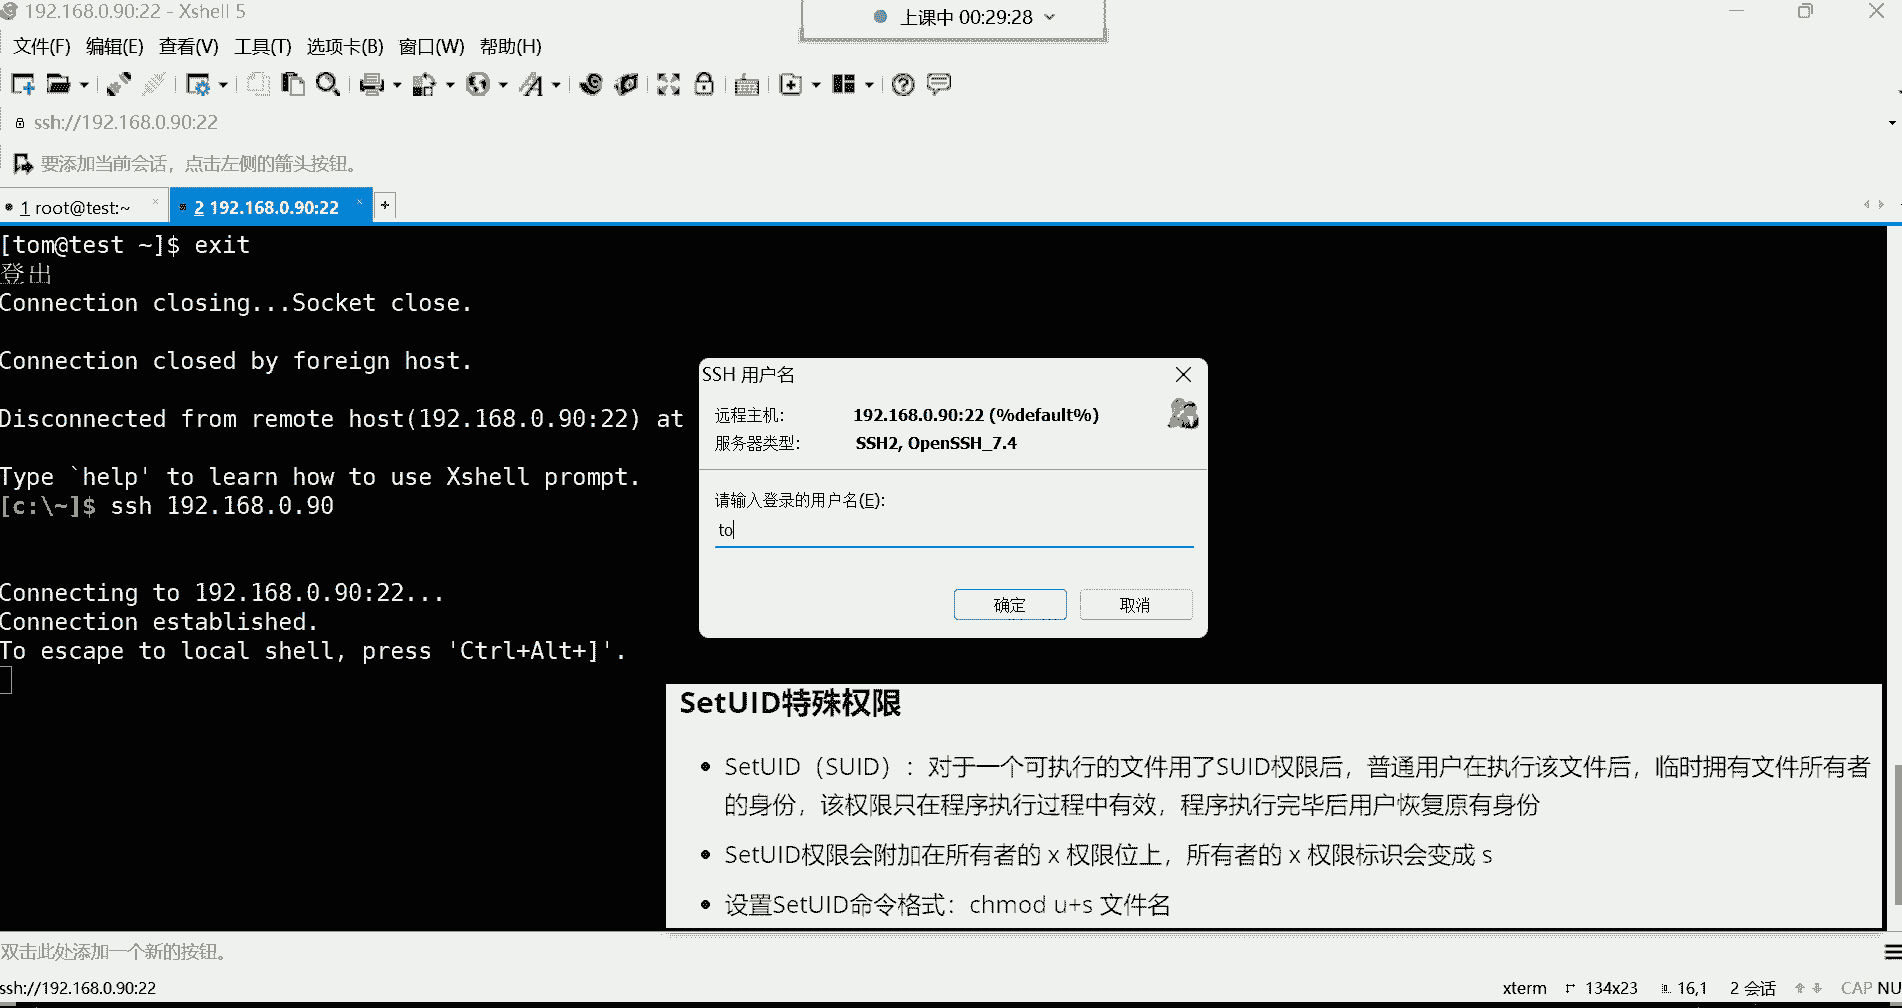 192.168.0.90:22 - Xshell 5
上课中 00:29:28
文件(F) 编辑(E) 查看(V) 工具(T) 选项卡(B) 窗口(W) 帮助(H)
ssh://192.168.0.90:22
要添加当前会话，点击左侧的箭头按钮。
1 root@test:~ × 2 192.168.0.90:22 × +
[tom@test ~]$ exit
登出
Connection closing...Socket close.
Connection closed by foreign host.
Disconnected from remote host(192.168.0.90:22) at
Type `help' to learn how to use Xshell prompt.
[c:\~]$ ssh 192.168.0.90
Connecting to 192.168.0.90:22...
Connection established.
To escape to local shell, press 'Ctrl+Alt+]'.
SSH 用户名
远程主机: 192.168.0.90:22 (%default%)
服务器类型: SSH2, OpenSSH_7.4
请输入登录的用户名(E):
to
确定 取消
SetUID特殊权限
• SetUID（SUID）：对于一个可执行的文件用了SUID权限后，普通用户在执行该文件后，临时拥有文件所有者
的身份，该权限只在程序执行过程中有效，程序执行完毕后用户恢复原有身份
• SetUID权限会附加在所有者的 x 权限位上，所有者的 x 权限标识会变成 s
• 设置SetUID命令格式：chmod u+s 文件名
双击此处添加一个新的按钮。
ssh://192.168.0.90:22 xterm 134x23 16,1 2 会话 CAP NU